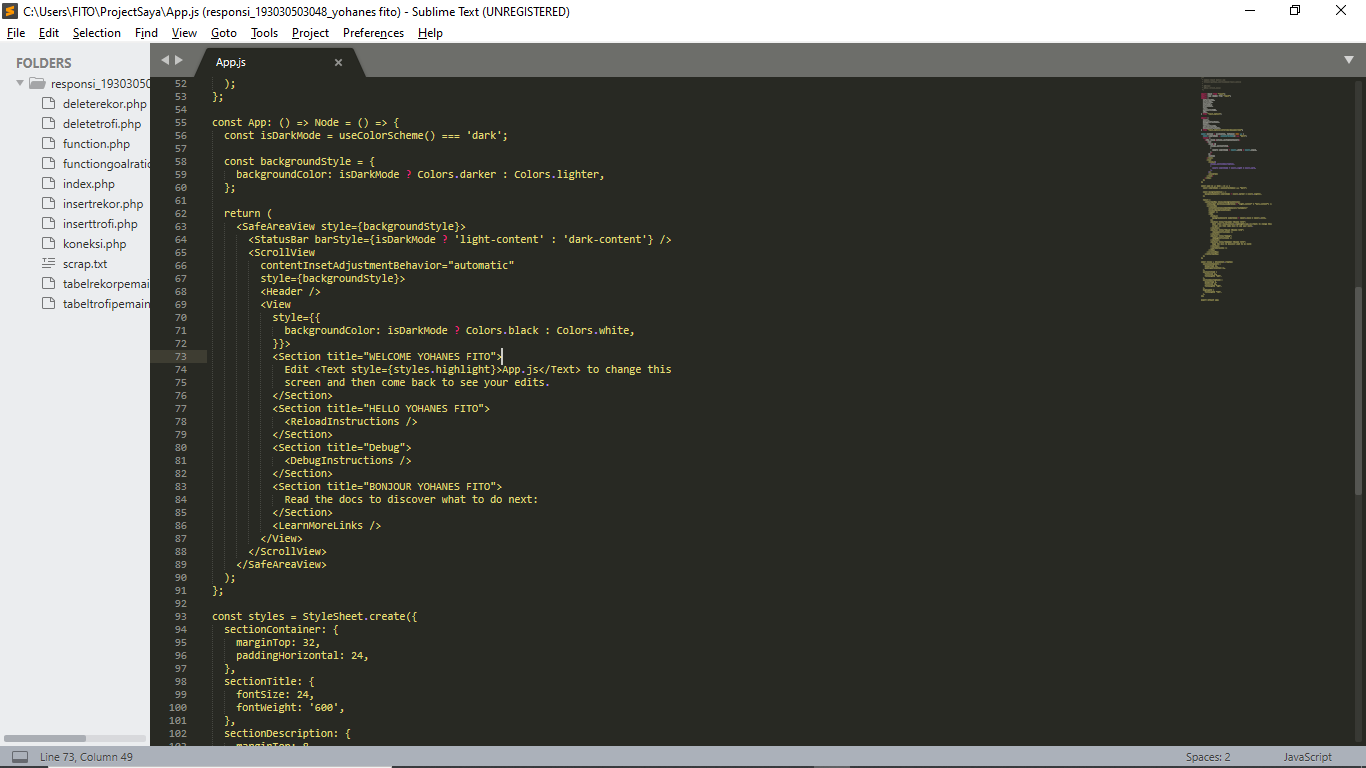 C:\Users\FITO\ProjectSaya\App.js (responsi_193030503048_yohanes fito) - Sublime Text (UNREGISTERED)
File Edit Selection Find View Goto Tools Project Preferences Help
FOLDERS
responsi_19303050
deleterekor.php
deletetrofi.php
function.php
functiongoalratio
index.php
insertrekor.php
inserttrofi.php
koneksi.php
scrap.txt
tabelrekorpemai
tabeltrofipemain
App.js
52 );
53 };
54
55 const App: () => Node = () => {
56 const isDarkMode = useColorScheme() === 'dark';
57
58 const backgroundStyle = {
59 backgroundColor: isDarkMode ? Colors.darker : Colors.lighter,
60 };
61
62 return (
63 <SafeAreaView style={backgroundStyle}>
64 <StatusBar barStyle={isDarkMode ? 'light-content' : 'dark-content'} />
65 <ScrollView
66 contentInsetAdjustmentBehavior="automatic"
67 style={backgroundStyle}>
68 <Header />
69 <View
70 style={{
71 backgroundColor: isDarkMode ? Colors.black : Colors.white,
72 }}>
73 <Section title="WELCOME YOHANES FITO">
74 Edit <Text style={styles.highlight}>App.js</Text> to change this
75 screen and then come back to see your edits.
76 </Section>
77 <Section title="HELLO YOHANES FITO">
78 <ReloadInstructions />
79 </Section>
80 <Section title="Debug">
81 <DebugInstructions />
82 </Section>
83 <Section title="BONJOUR YOHANES FITO">
84 Read the docs to discover what to do next:
85 </Section>
86 <LearnMoreLinks />
87 </View>
88 </ScrollView>
89 </SafeAreaView>
90 );
91 };
92
93 const styles = StyleSheet.create({
94 sectionContainer: {
95 marginTop: 32,
96 paddingHorizontal: 24,
97 },
98 sectionTitle: {
99 fontSize: 24,
100 fontWeight: '600',
101 },
102 sectionDescription: {
Line 73, Column 49
Spaces: 2
JavaScript